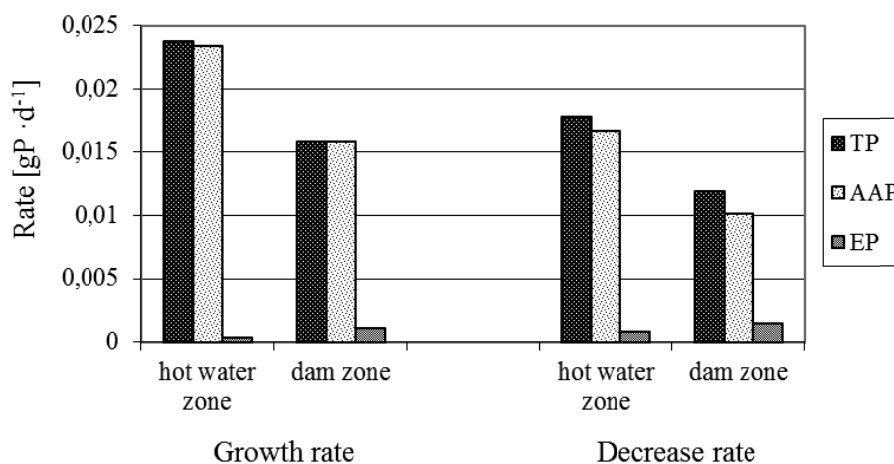 0,025
0,02
0,015
0,01
0,005
0
Rate [gP ·d-1]
hot water
zone
dam zone
hot water
zone
dam zone
Growth rate
Decrease rate
TP
AAP
EP